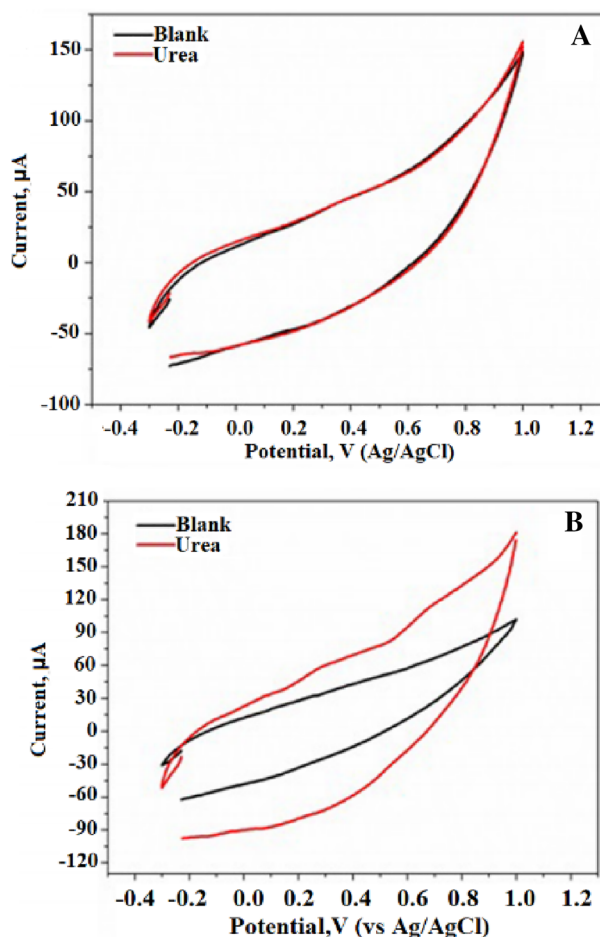 A
Blank
Urea
150
100
50
0
-50
-100
Current, µA
-0.4 -0.2 0.0 0.2 0.4 0.6 0.8 1.0 1.2
Potential, V (Ag/AgCl)
B
Blank
Urea
210
180
150
120
90
60
30
0
-30
-60
-90
-120
Current, µA
-0.4 -0.2 0.0 0.2 0.4 0.6 0.8 1.0 1.2
Potential,V (vs Ag/AgCl)